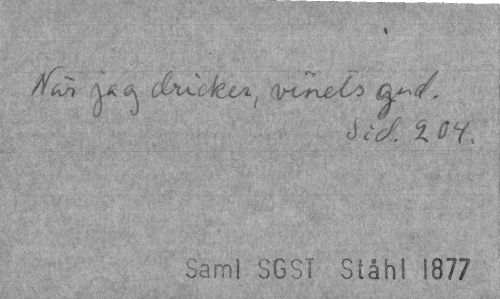 När jag dricker, vinets gud.
Sid. 204.
Saml SGST Ståhl 1877